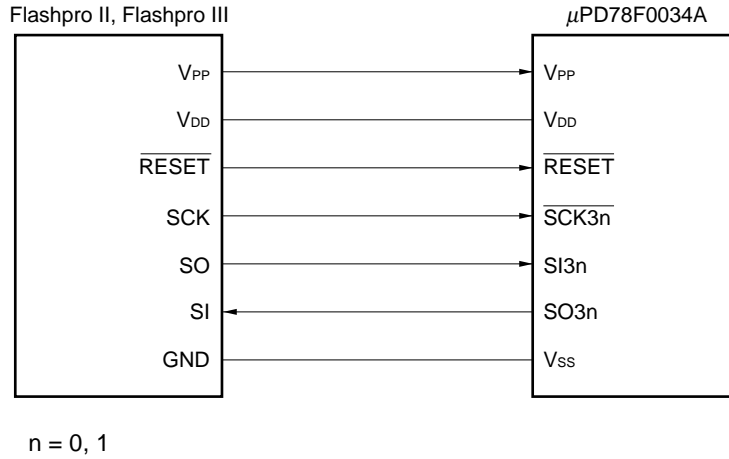 Flashpro II, Flashpro III
μPD78F0034A
VPP
VPP
VDD
VDD
RESET
RESET
SCK
SCK3n
SO
SI3n
SI
SO3n
GND
VSS
n = 0, 1